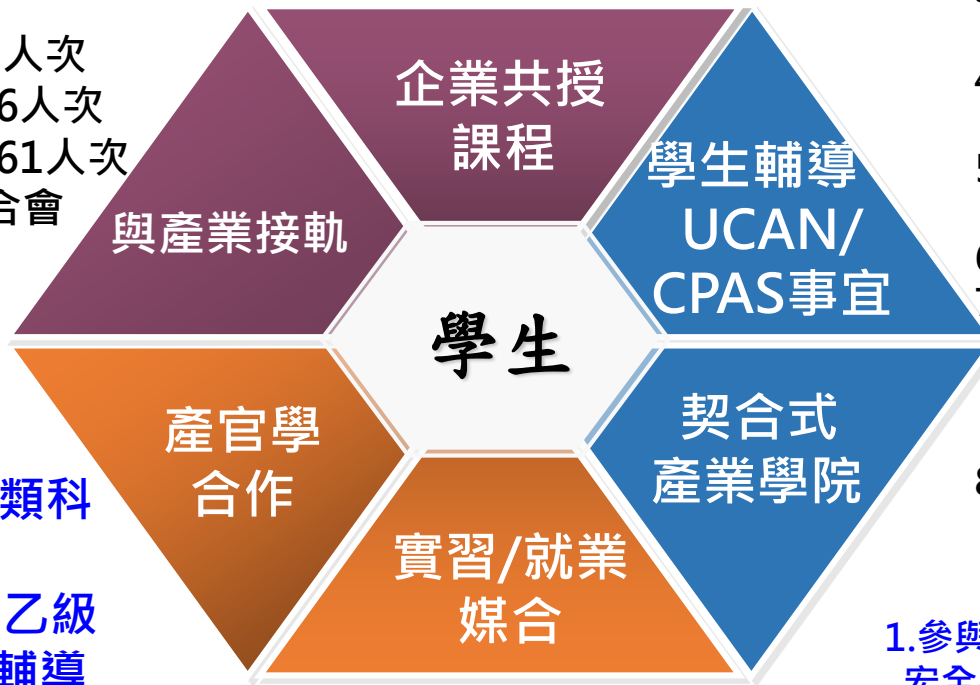 人次
6人次
61人次
合會
企業共授
課程
學生輔導
UCAN/
CPAS事宜
與產業接軌
學生
產官學
合作
契合式
產業學院
實習/就業
媒合
類科
乙級
輔導
8
1.參與
安全